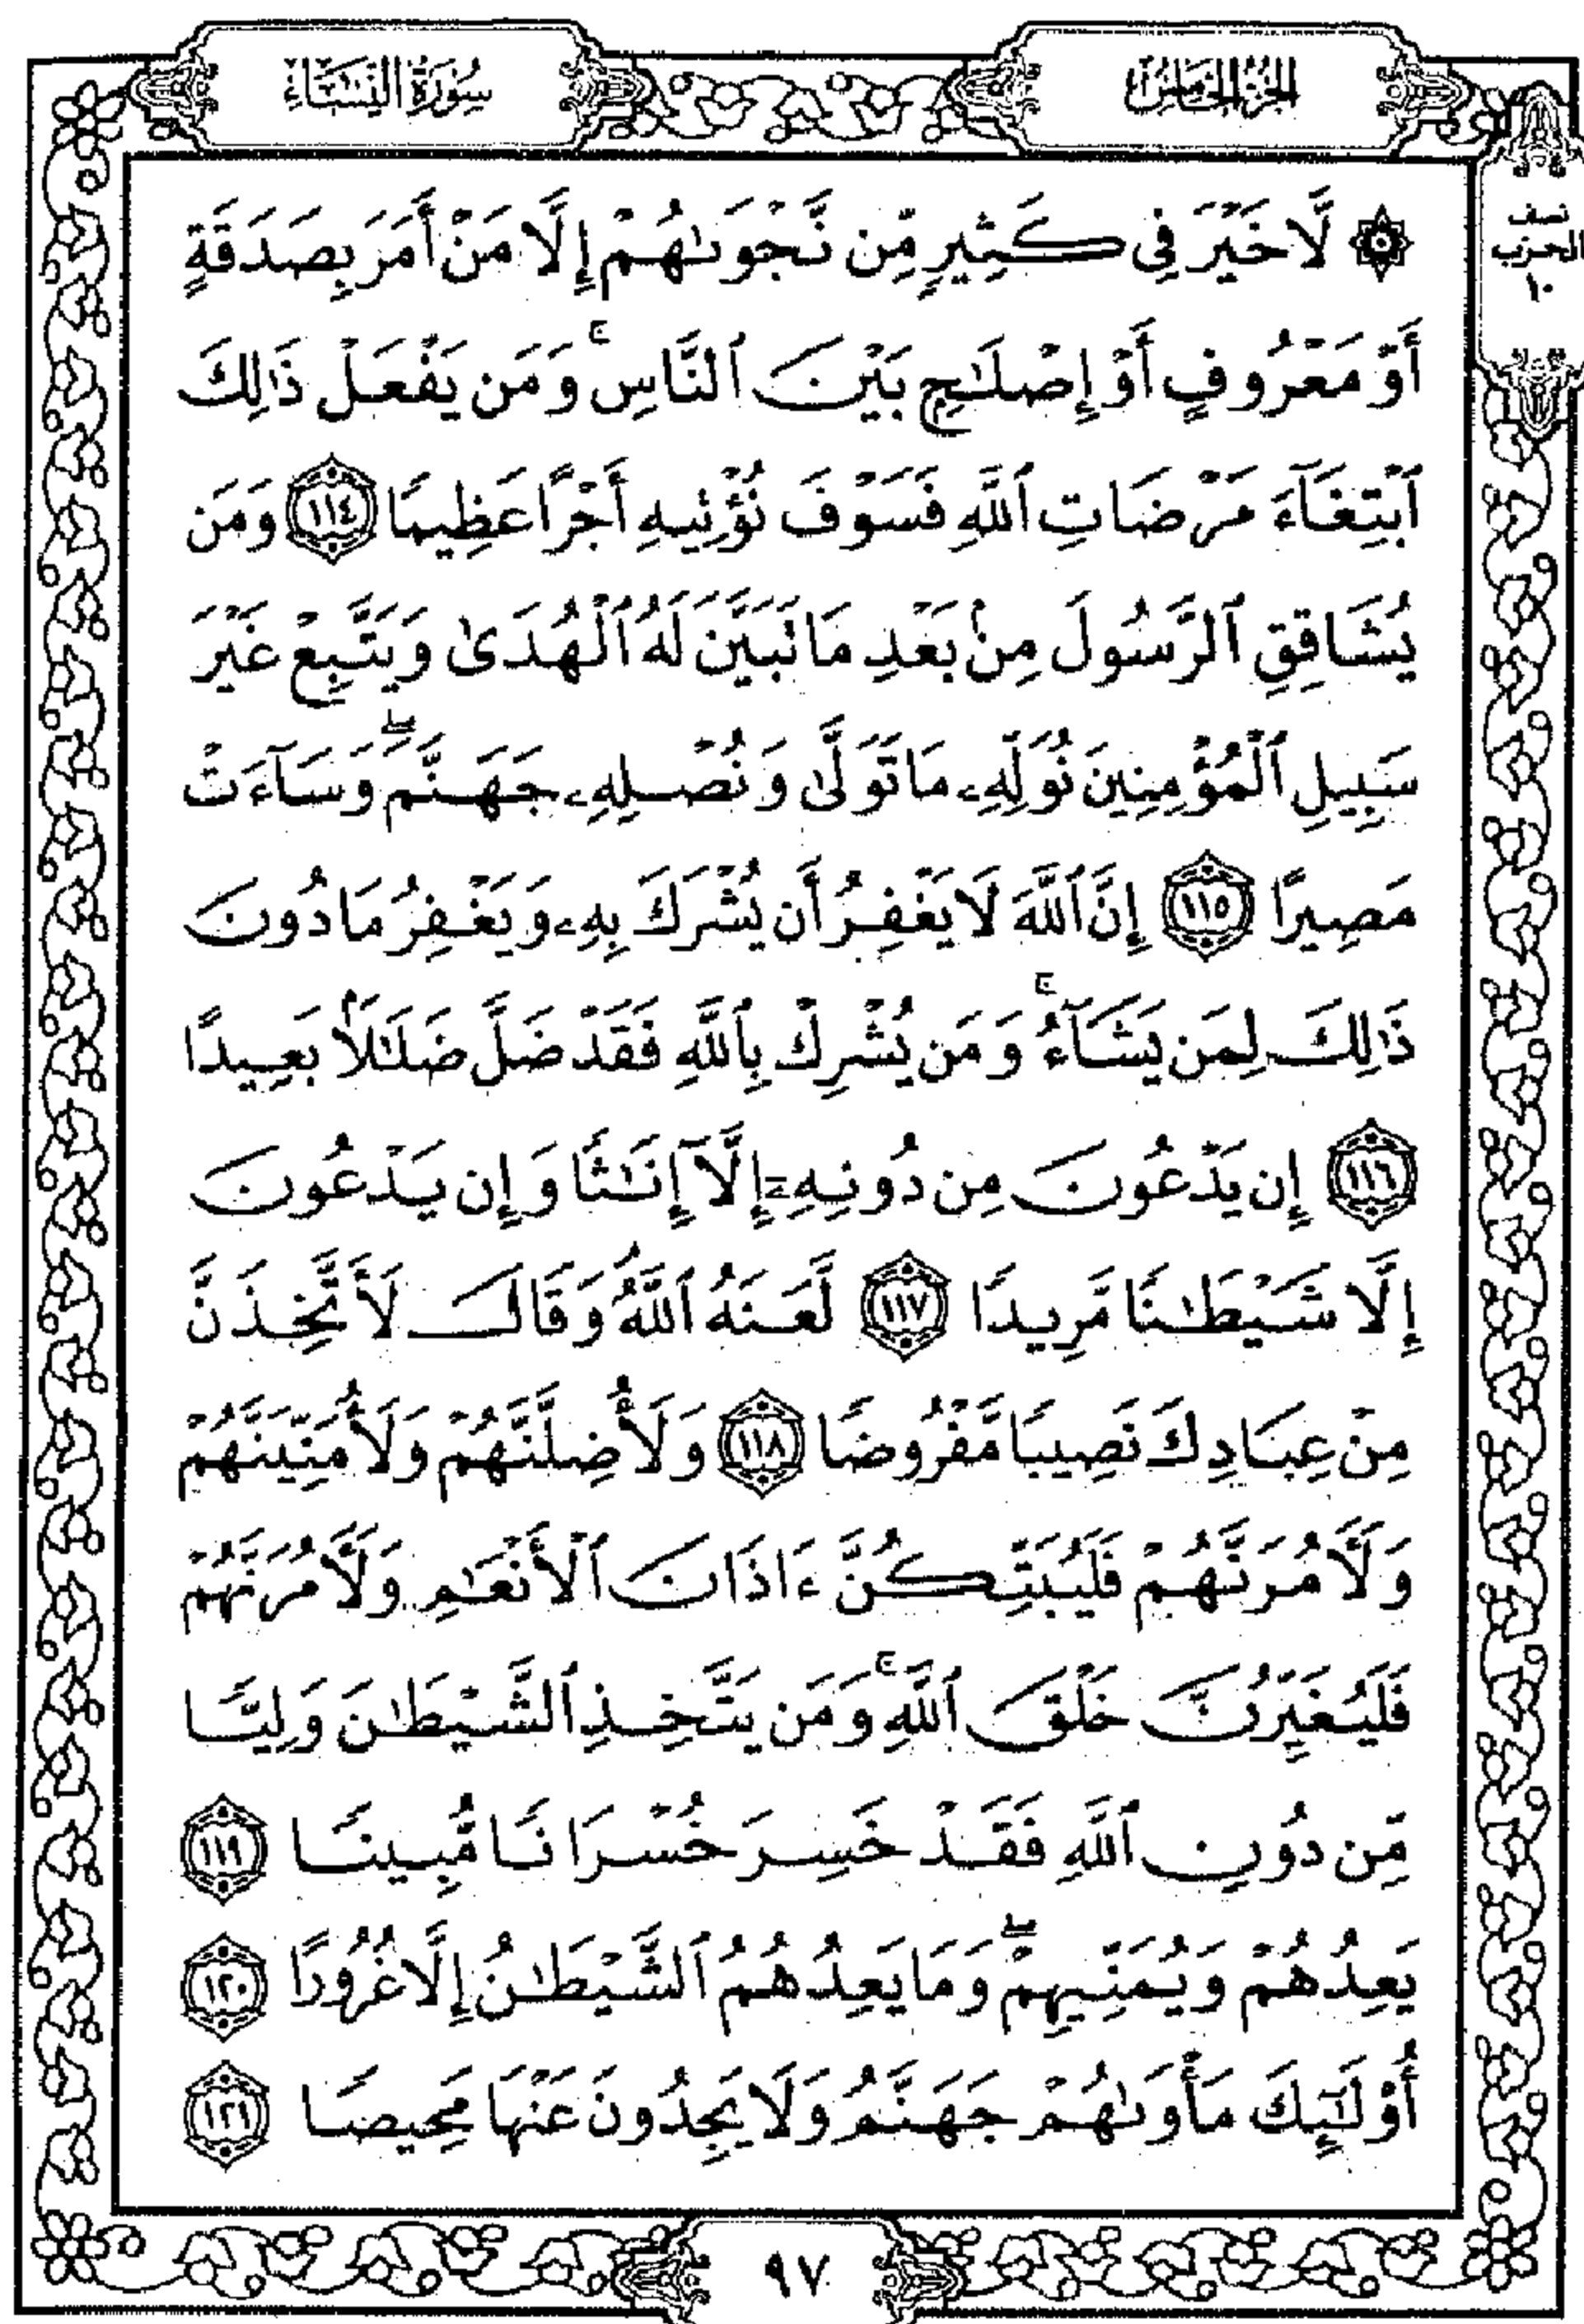 الجزء الخامس
سورة النساء
نصف
الحزب
١٠
۞ لَّا خَيْرَ فِي كَثِيرٍ مِّن نَّجْوَىٰهُمْ إِلَّا مَنْ أَمَرَ بِصَدَقَةٍ
أَوْ مَعْرُوفٍ أَوْ إِصْلَٰحٍۭ بَيْنَ ٱلنَّاسِۚ وَمَن يَفْعَلْ ذَٰلِكَ
ٱبْتِغَآءَ مَرْضَاتِ ٱللَّهِ فَسَوْفَ نُؤْتِيهِ أَجْرًا عَظِيمًا ١١٤ وَمَن
يُشَاقِقِ ٱلرَّسُولَ مِنۢ بَعْدِ مَا تَبَيَّنَ لَهُ ٱلْهُدَىٰ وَيَتَّبِعْ غَيْرَ
سَبِيلِ ٱلْمُؤْمِنِينَ نُوَلِّهِۦ مَا تَوَلَّىٰ وَنُصْلِهِۦ جَهَنَّمَۖ وَسَآءَتْ
مَصِيرًا ١١٥ إِنَّ ٱللَّهَ لَا يَغْفِرُ أَن يُشْرَكَ بِهِۦ وَيَغْفِرُ مَا دُونَ
ذَٰلِكَ لِمَن يَشَآءُۚ وَمَن يُشْرِكْ بِٱللَّهِ فَقَدْ ضَلَّ ضَلَٰلًۢا بَعِيدًا
١١٦ إِن يَدْعُونَ مِن دُونِهِۦٓ إِلَّآ إِنَٰثًا وَإِن يَدْعُونَ
إِلَّا شَيْطَٰنًا مَّرِيدًا ١١٧ لَّعَنَهُ ٱللَّهُۘ وَقَالَ لَأَتَّخِذَنَّ
مِنْ عِبَادِكَ نَصِيبًا مَّفْرُوضًا ١١٨ وَلَأُضِلَّنَّهُمْ وَلَأُمَنِّيَنَّهُمْ
وَلَءَامُرَنَّهُمْ فَلَيُبَتِّكُنَّ ءَاذَانَ ٱلْأَنْعَٰمِ وَلَءَامُرَنَّهُمْ
فَلَيُغَيِّرُنَّ خَلْقَ ٱللَّهِۚ وَمَن يَتَّخِذِ ٱلشَّيْطَٰنَ وَلِيًّا
مِّن دُونِ ٱللَّهِ فَقَدْ خَسِرَ خُسْرَانًا مُّبِينًا ١١٩
يَعِدُهُمْ وَيُمَنِّيهِمْۖ وَمَا يَعِدُهُمُ ٱلشَّيْطَٰنُ إِلَّا غُرُورًا ١٢٠
أُو۟لَٰٓئِكَ مَأْوَىٰهُمْ جَهَنَّمُ وَلَا يَجِدُونَ عَنْهَا مَحِيصًا ١٢١
٩٧